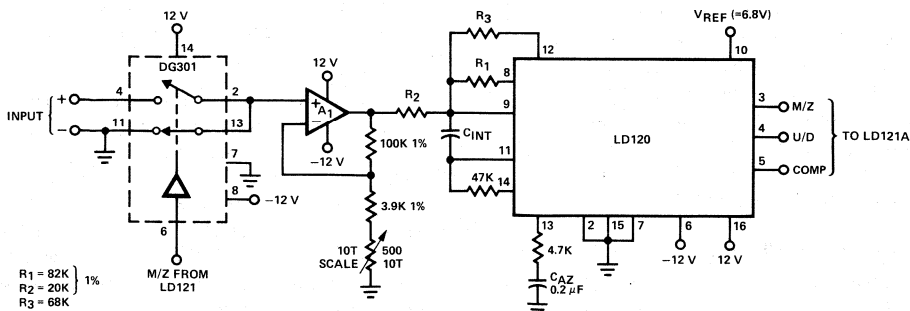 12 V
14
DG301
4
2
INPUT
+
−
11
13
7
8
−12 V
6
M/Z FROM
LD121
R1 = 82K
R2 = 20K
R3 = 68K
1%
12 V
+
−
A1
−12 V
100K 1%
3.9K 1%
10T
SCALE
500
10T
R2
R3
R1
CINT
47K
12
8
9
11
14
LD120
VREF (=6.8V)
10
3
M/Z
4
U/D
5
COMP
TO LD121A
13
2
15
7
6
16
−12 V
12 V
4.7K
CAZ
0.2 μF